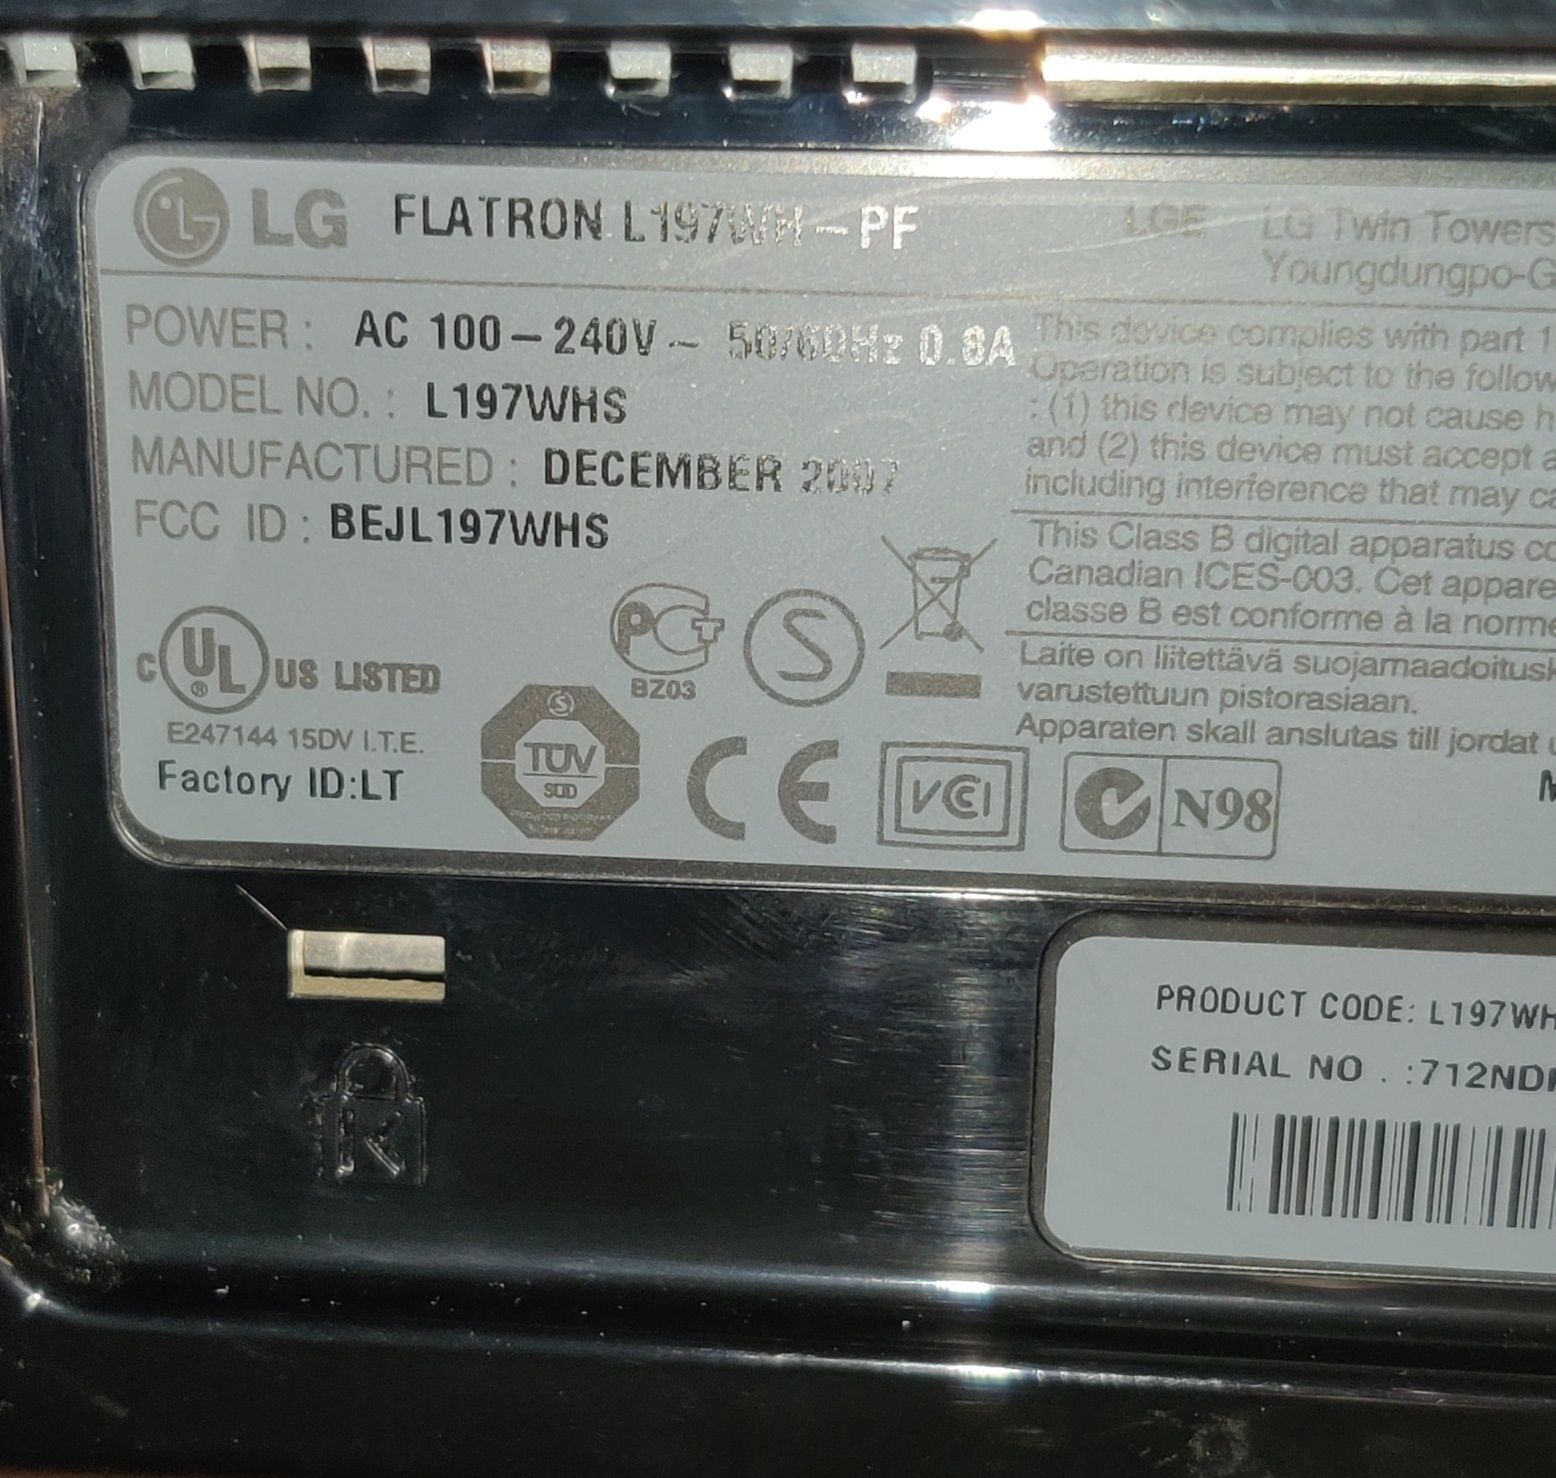 LG FLATRON L197WH-PF
LGE LG Twin Towers
Youngdungpo-G
POWER : AC 100-240V ~ 50/60Hz 0.8A
MODEL NO. : L197WHS
MANUFACTURED : DECEMBER 2007
FCC ID : BEJL197WHS
This device complies with part 1
Operation is subject to the follow
: (1) this device may not cause h
and (2) this device must accept a
including interference that may ca
This Class B digital apparatus co
Canadian ICES-003. Cet appare
classe B est conforme à la norme
Laite on liitettävä suojamaadoitusk
varustettuun pistorasiaan.
Apparaten skall anslutas till jordat u
C UL ® US LISTED
E247144 15DV I.T.E.
Factory ID:LT
PCT
BZ03
S
S
TÜV
SÜD
CE
VCCI
N98
M
PRODUCT CODE: L197WH
SERIAL NO . :712ND
K